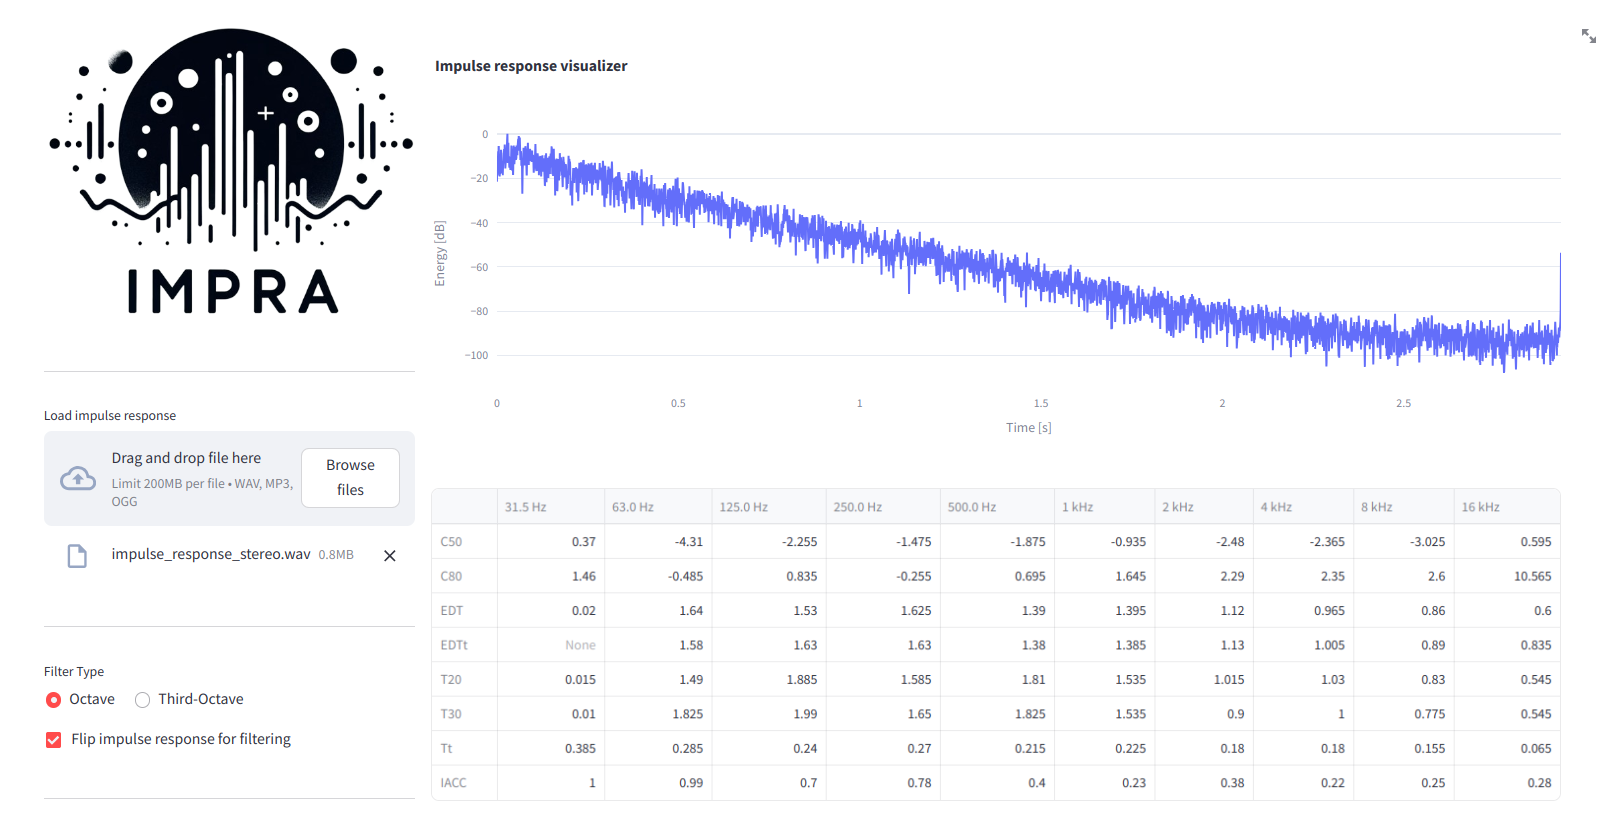 IMPRA
Load impulse response
Drag and drop file here
Limit 200MB per file • WAV, MP3,
OGG
Browse
files
impulse_response_stereo.wav 0.8MB
Filter Type
Octave Third-Octave
Flip impulse response for filtering
Impulse response visualizer
Energy [dB]
0
−20
−40
−60
−80
−100
0 0.5 1 1.5 2 2.5
Time [s]
31.5 Hz 63.0 Hz 125.0 Hz 250.0 Hz 500.0 Hz 1 kHz 2 kHz 4 kHz 8 kHz 16 kHz
C50 0.37 -4.31 -2.255 -1.475 -1.875 -0.935 -2.48 -2.365 -3.025 0.595
C80 1.46 -0.485 0.835 -0.255 0.695 1.645 2.29 2.35 2.6 10.565
EDT 0.02 1.64 1.53 1.625 1.39 1.395 1.12 0.965 0.86 0.6
EDTt None 1.58 1.63 1.63 1.38 1.385 1.13 1.005 0.89 0.835
T20 0.015 1.49 1.885 1.585 1.81 1.535 1.015 1.03 0.83 0.545
T30 0.01 1.825 1.99 1.65 1.825 1.535 0.9 1 0.775 0.545
Tt 0.385 0.285 0.24 0.27 0.215 0.225 0.18 0.18 0.155 0.065
IACC 1 0.99 0.7 0.78 0.4 0.23 0.38 0.22 0.25 0.28